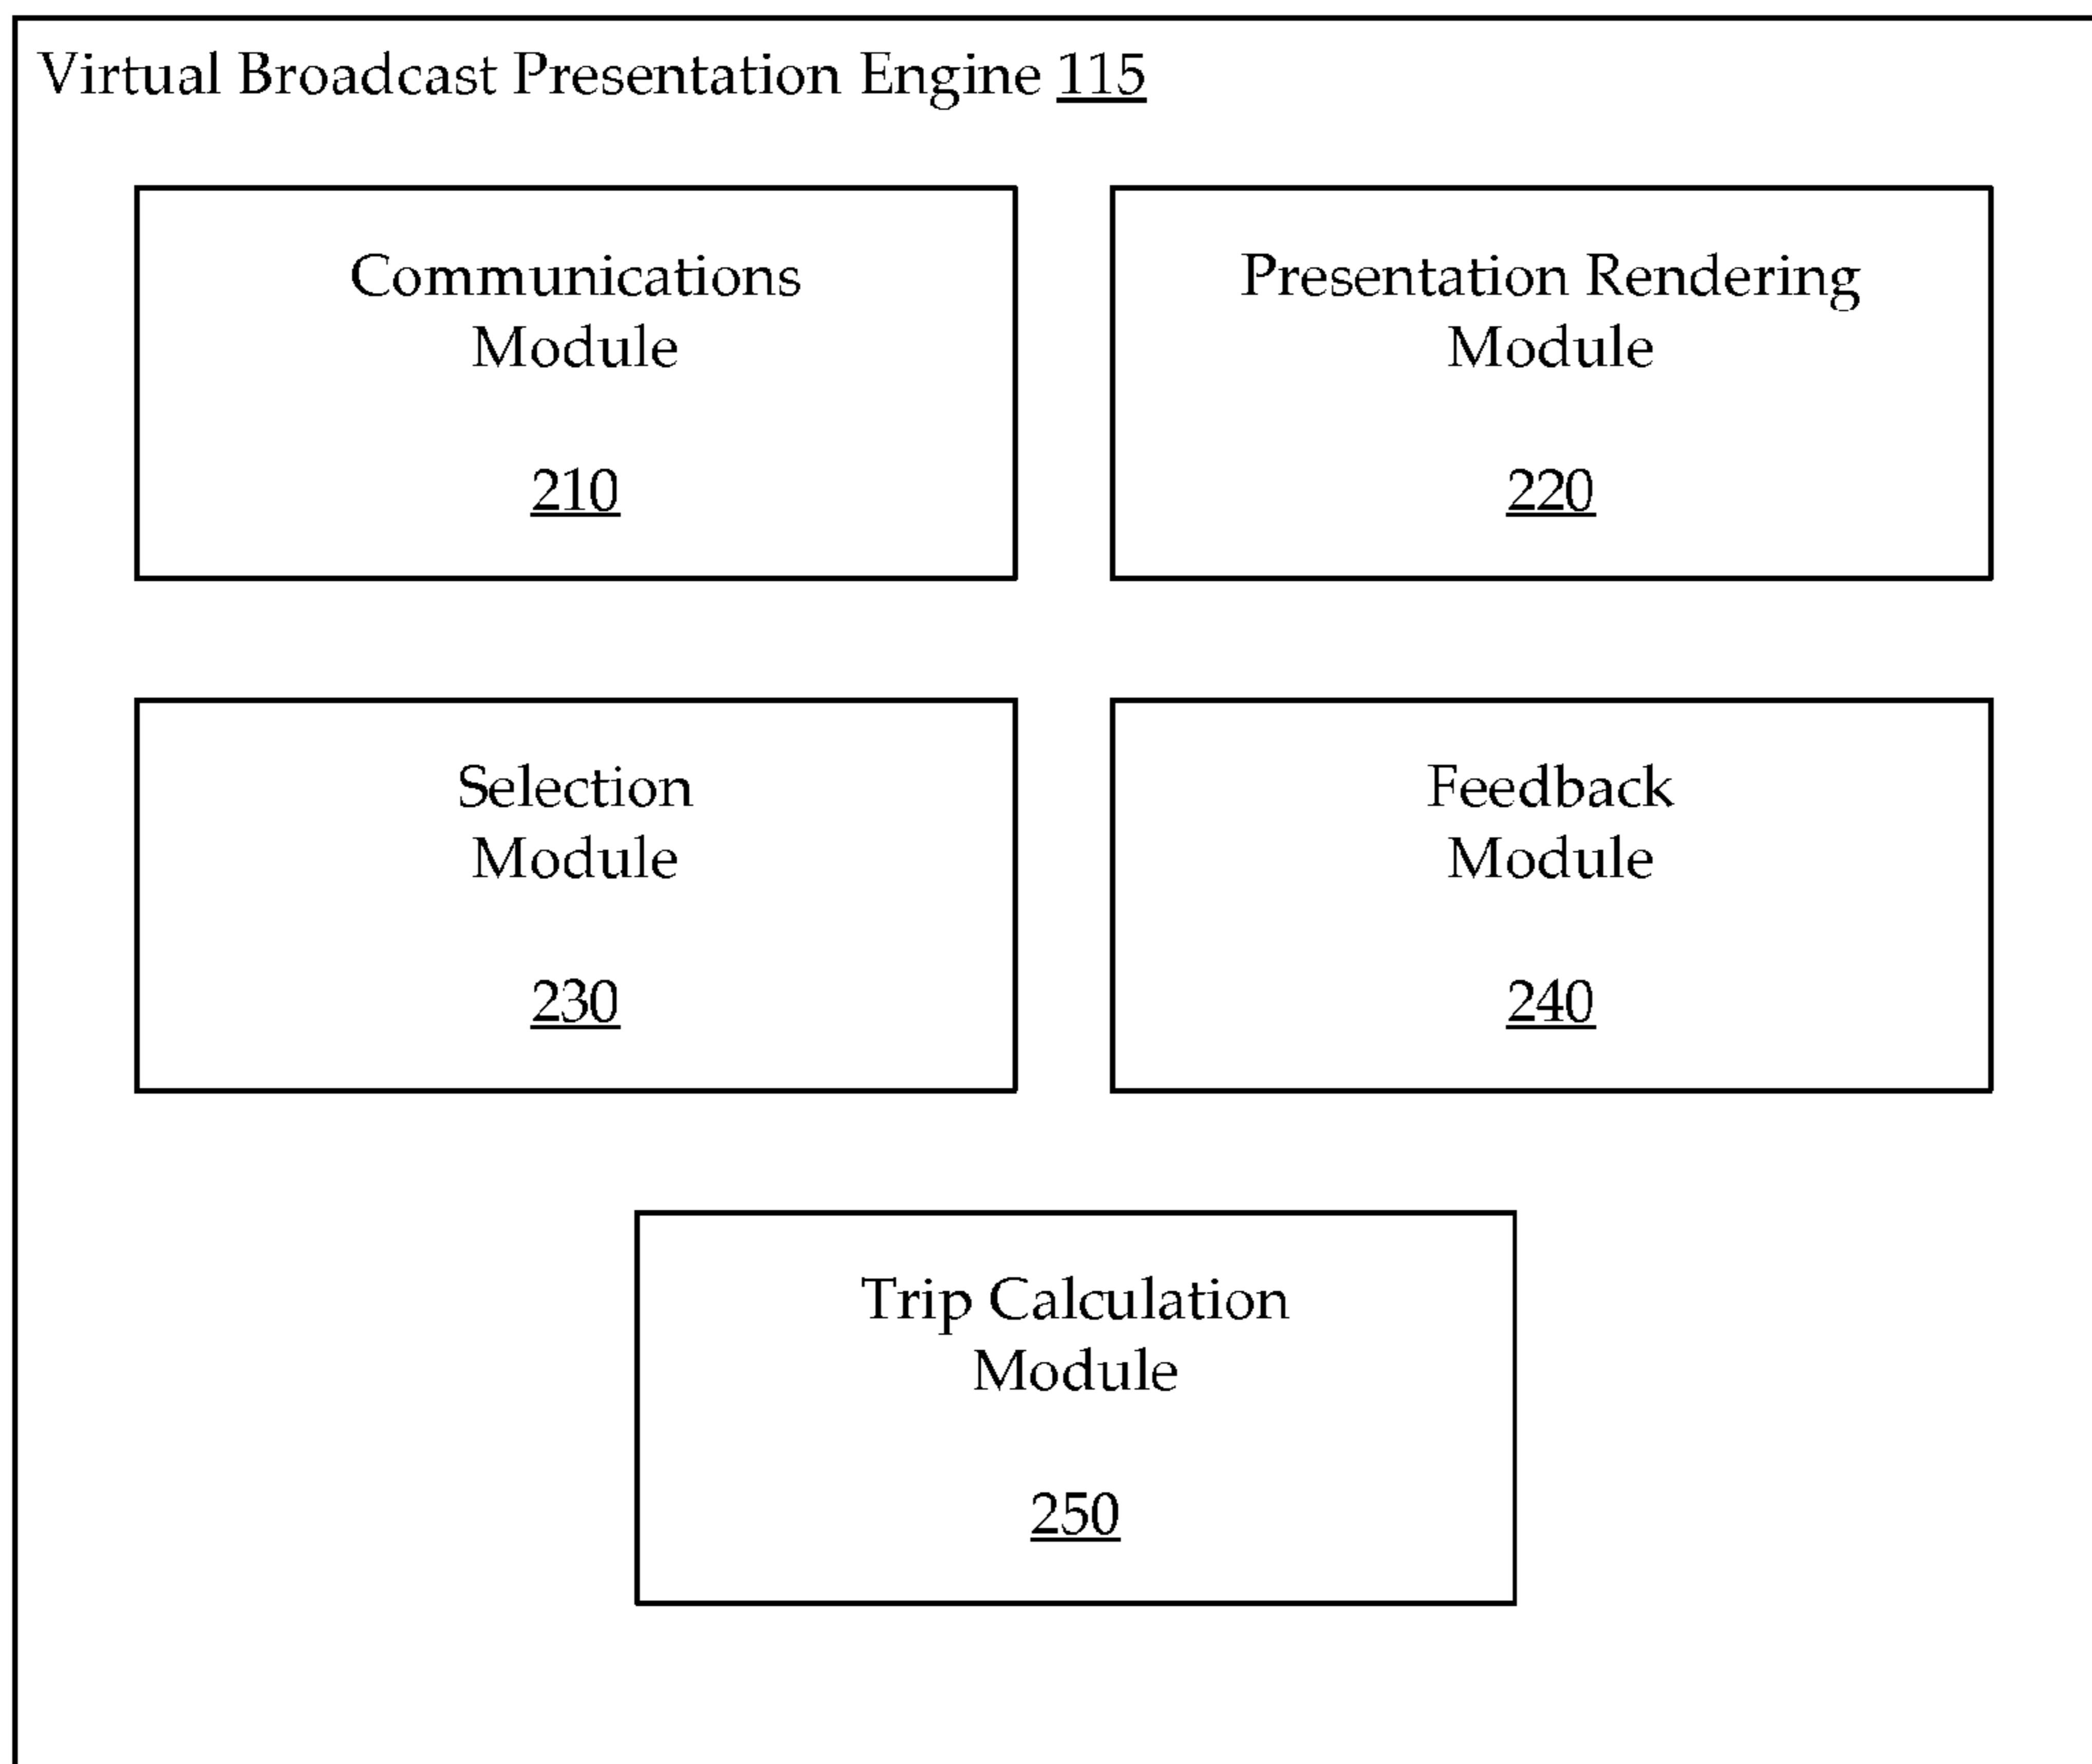 Virtual Broadcast Presentation Engine 115
Communications
Module
210
Presentation Rendering
Module
220
Selection
Module
230
Feedback
Module
240
Trip Calculation
Module
250